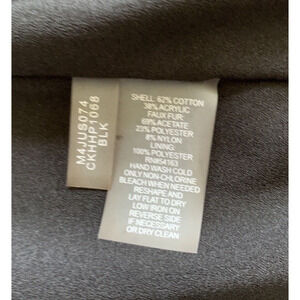 M4JUS074
CKHHP1068
BLK
SHELL: 62% COTTON
38% ACRYLIC
FAUX FUR:
69% ACETATE
23% POLYESTER
8% NYLON
LINING:
100% POLYESTER
RN#54163
HAND WASH COLD
ONLY NON-CHLORINE
BLEACH WHEN NEEDED
RESHAPE AND
LAY FLAT TO DRY
LOW IRON ON
REVERSE SIDE
IF NECESSARY
OR DRY CLEAN